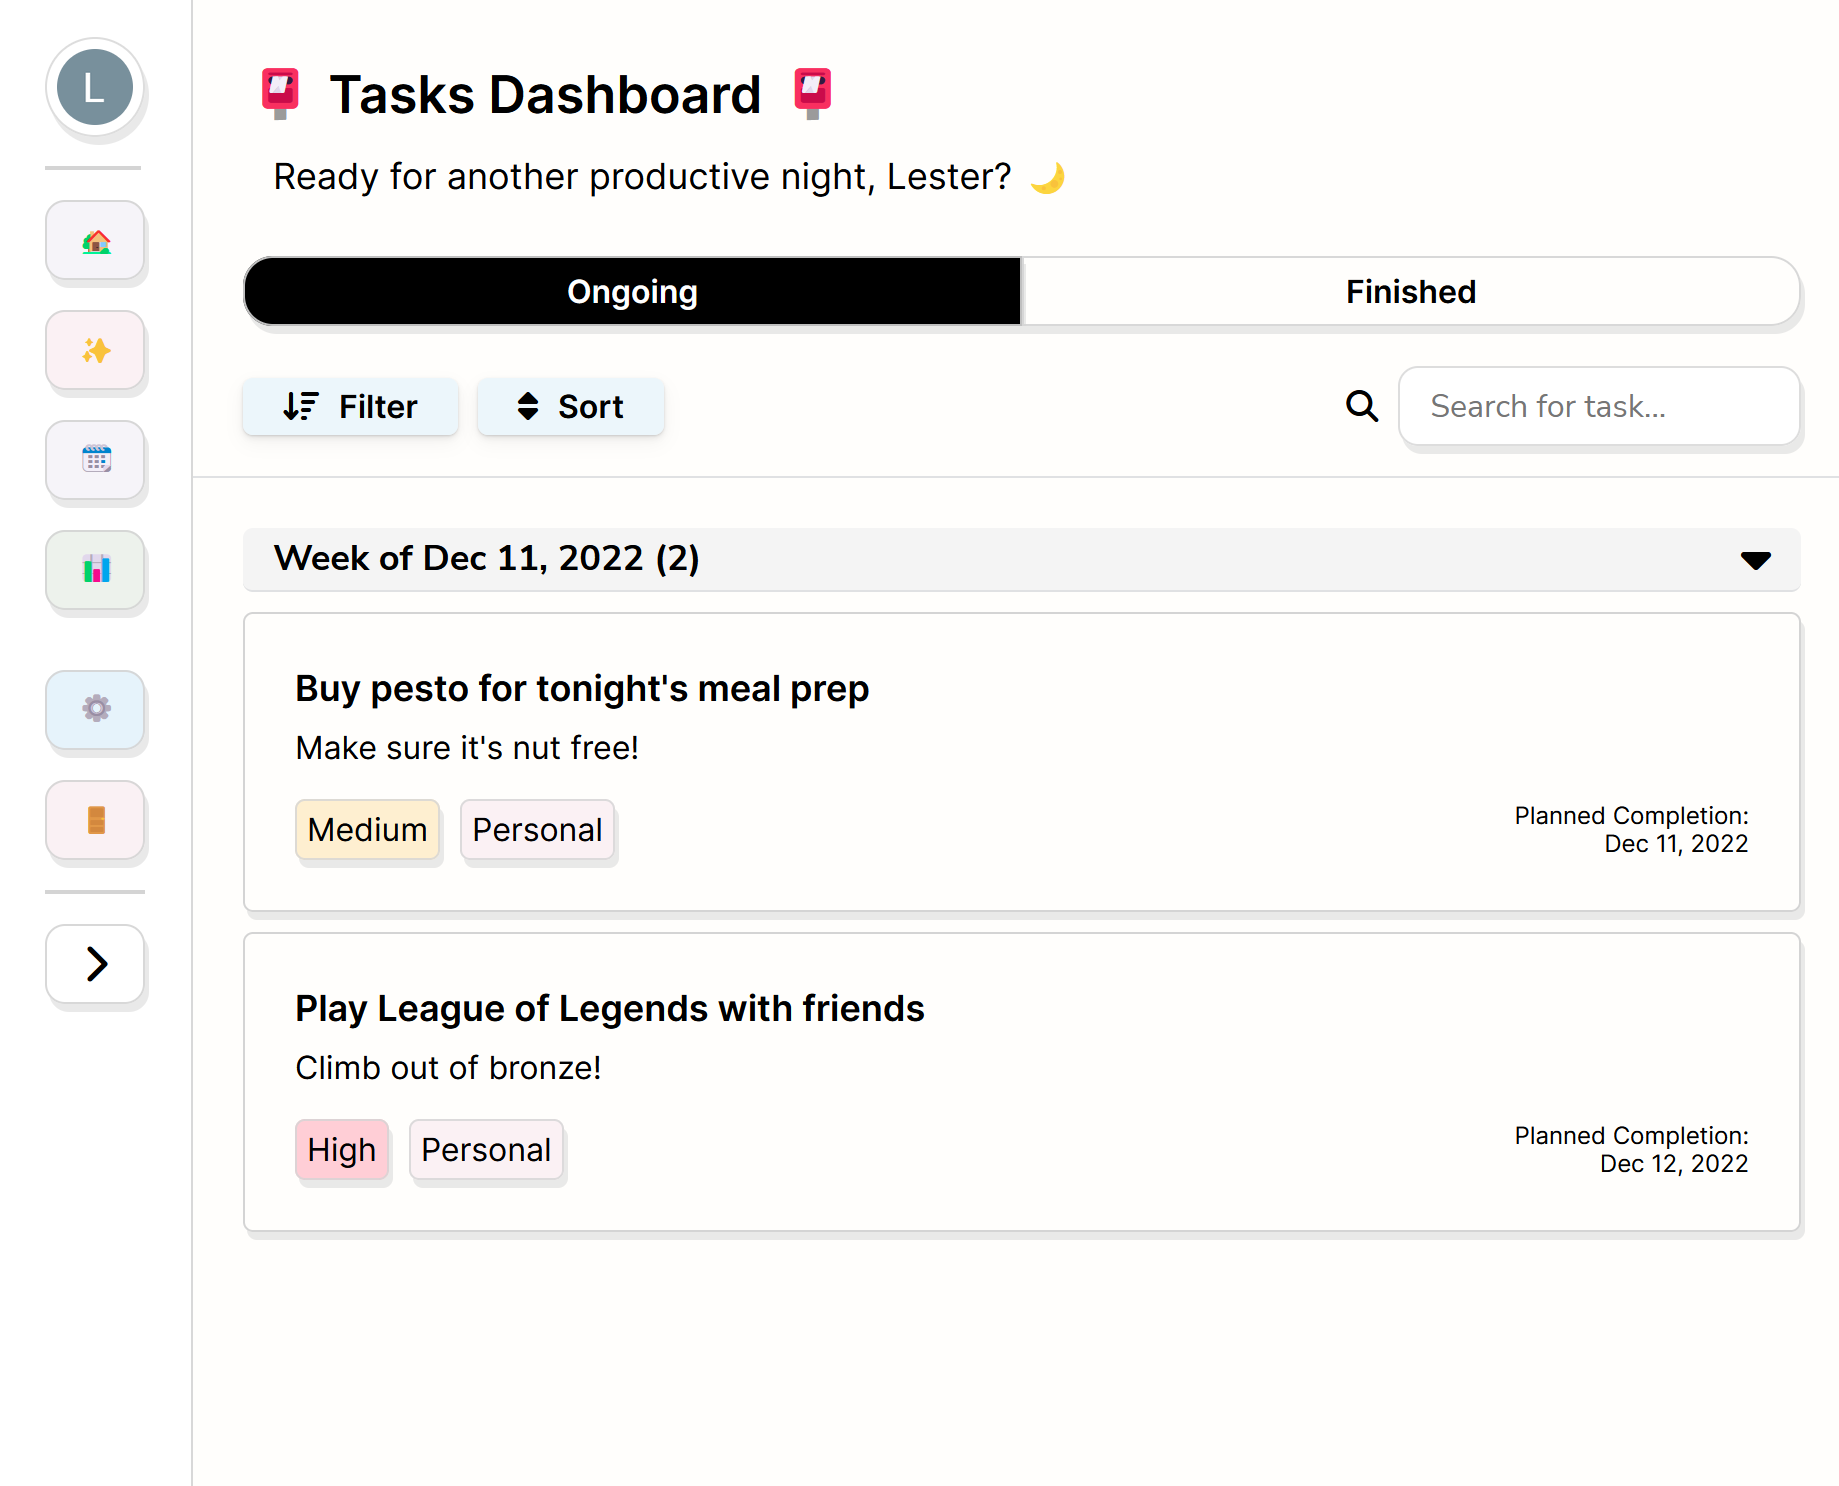 L
Tasks Dashboard
Ready for another productive night, Lester?
Ongoing
Finished
Filter
Sort
Search for task...
Week of Dec 11, 2022 (2)
Buy pesto for tonight's meal prep
Make sure it's nut free!
Medium
Personal
Planned Completion:
Dec 11, 2022
Play League of Legends with friends
Climb out of bronze!
High
Personal
Planned Completion:
Dec 12, 2022